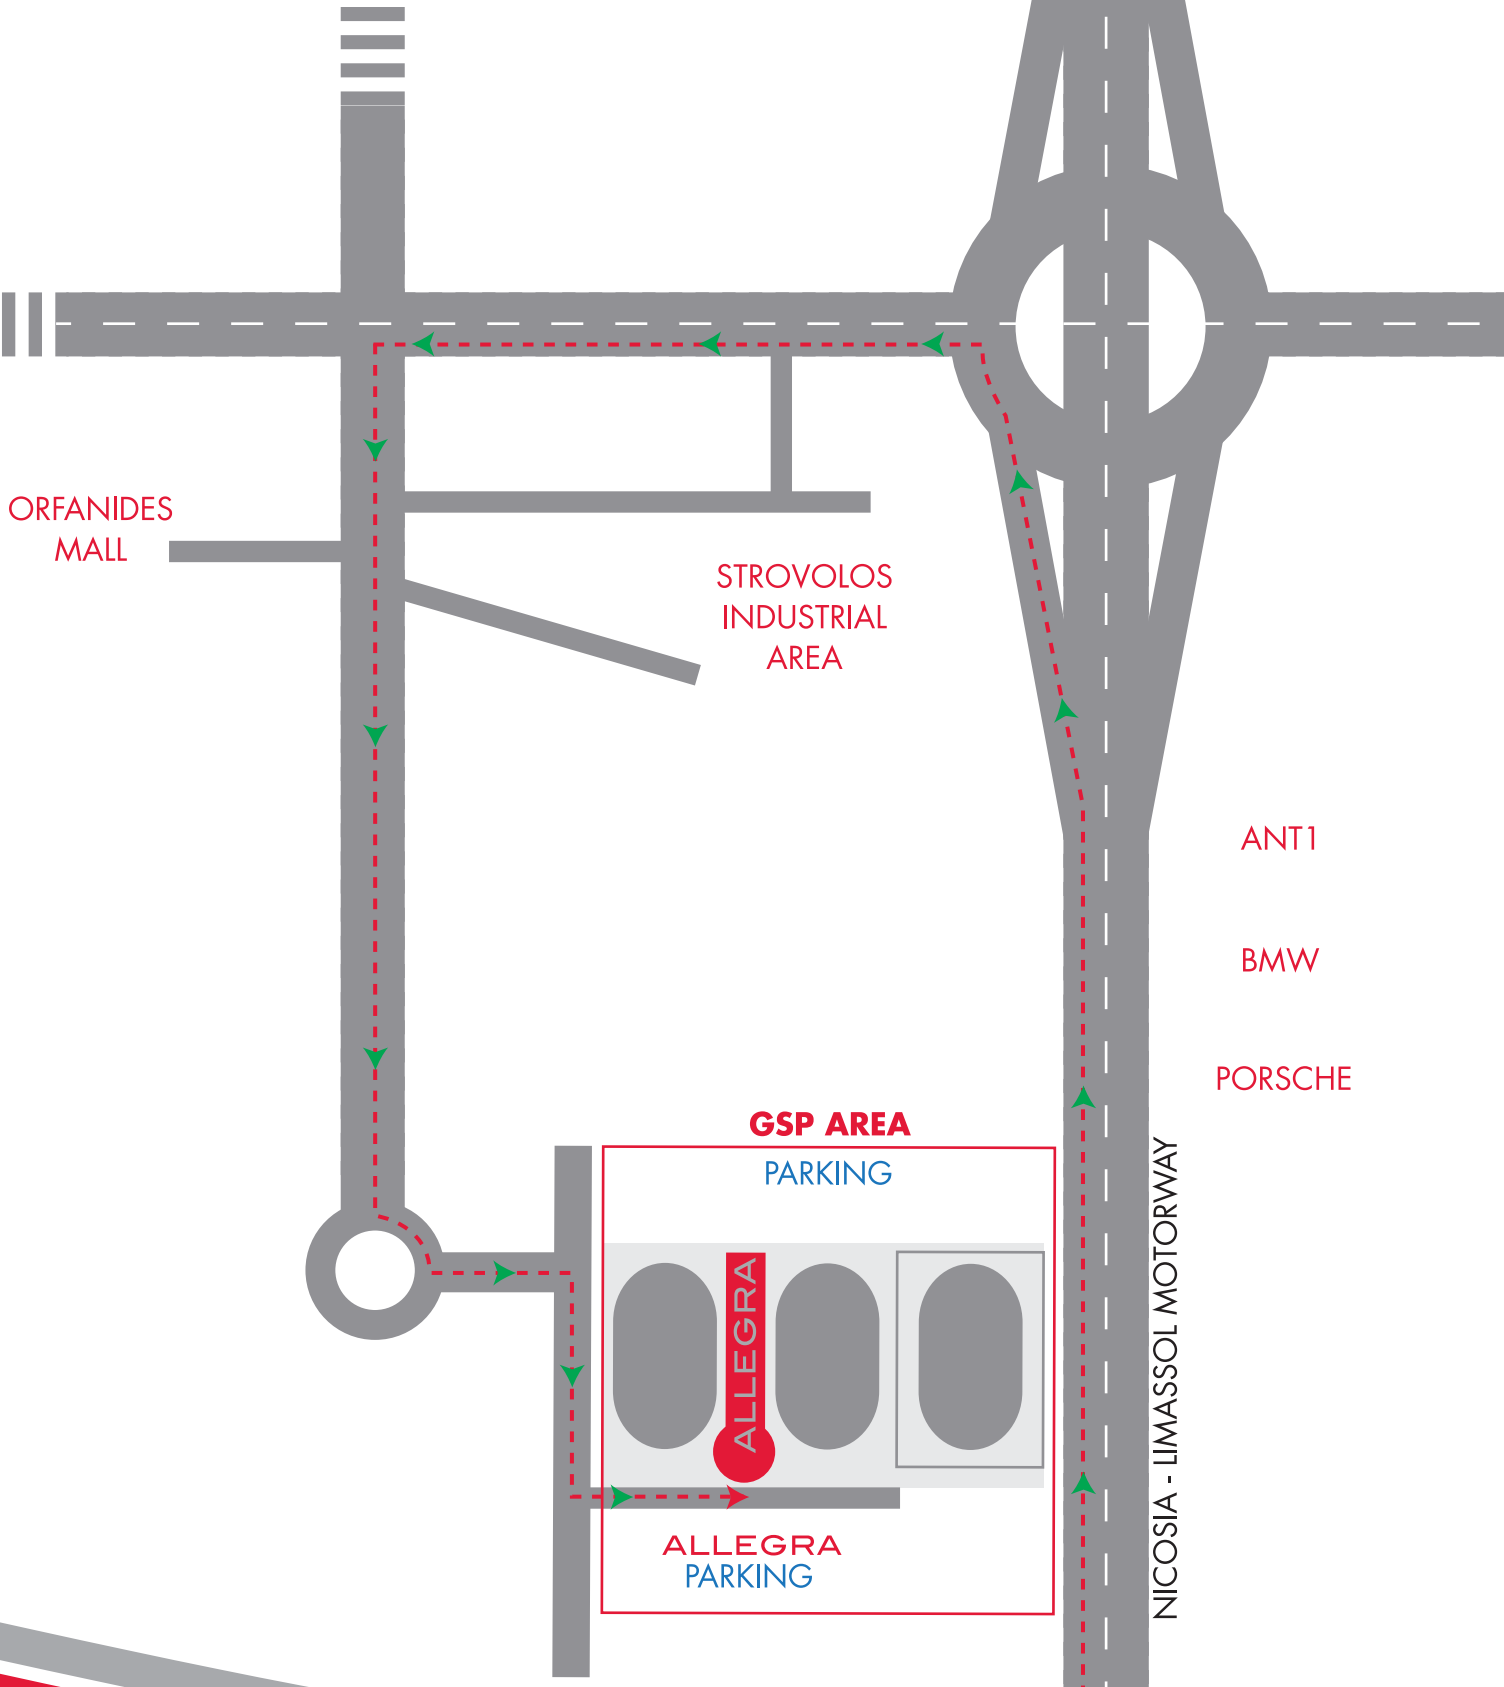 ORFANIDES
MALL
STROVOLOS
INDUSTRIAL
AREA
ANT1
BMW
PORSCHE
GSP AREA
PARKING
ALLEGRA
NICOSIA - LIMASSOL MOTORWAY
ALLEGRA
PARKING